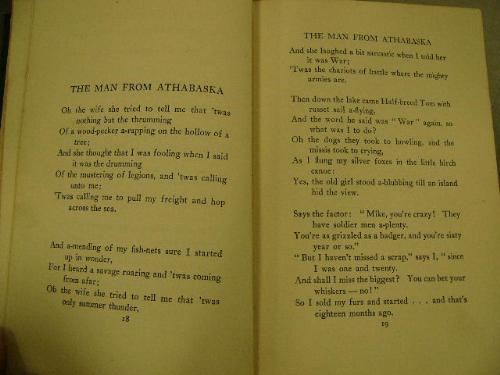 THE MAN FROM ATHABASKA
Oh the wife she tried to tell me that 'twas
nothing but the thrumming
Of a wood-pecker a-rapping on the hollow of a
tree;
And she thought that I was fooling when I said
it was the drumming
Of the mustering of legions, and 'twas calling
unto me;
'Twas calling me to pull my freight and hop
across the sea.
And a-mending of my fish-nets sure I started
up in wonder,
For I heard a savage roaring and 'twas coming
from afar;
Oh the wife she tried to tell me that 'twas
only summer thunder,
18
THE MAN FROM ATHABASKA
And she laughed a bit sarcastic when I told her
it was War;
'Twas the chariots of battle where the mighty
armies are.
Then down the lake came Half-breed Tom with
russet sail a-flying,
And the word he said was "War" again, so
what was I to do?
Oh the dogs they took to howling, and the
missis took to crying,
As I flung my silver foxes in the little birch
canoe:
Yes, the old girl stood a-blubbing till an island
hid the view.
Says the factor: "Mike, you're crazy! They
have soldier men a-plenty.
You're as grizzled as a badger, and you're sixty
year or so."
"But I haven't missed a scrap," says I, "since
I was one and twenty.
And shall I miss the biggest? You can bet your
whiskers — no!"
So I sold my furs and started . . . and that's
eighteen months ago.
19